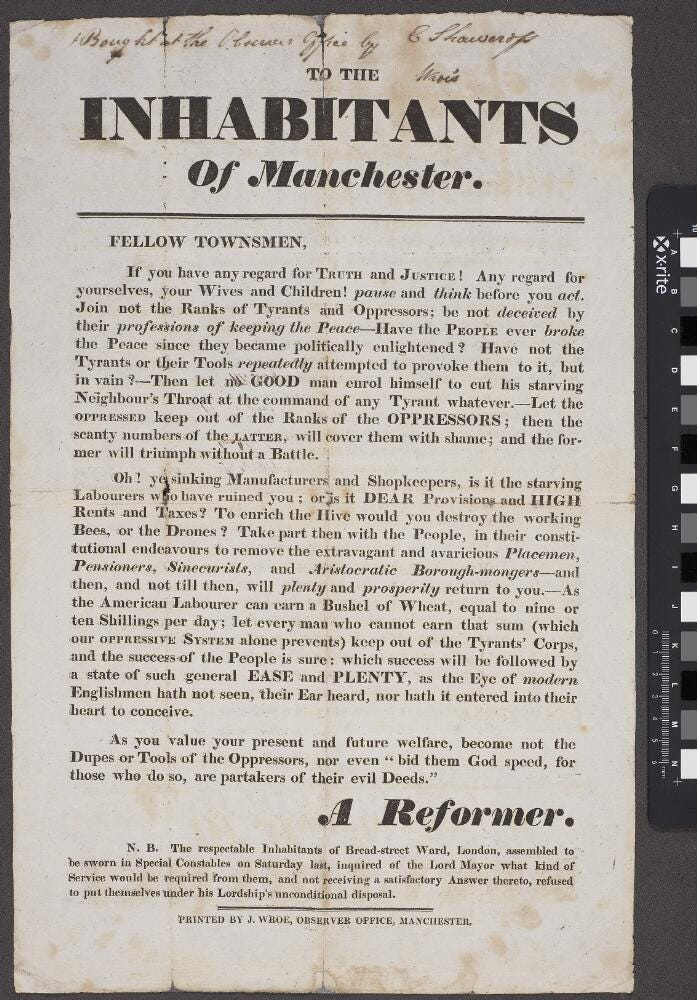 Bought at the Observer Office by C Shawcross
TO THE
Wroe's
INHABITANTS
Of Manchester.
FELLOW TOWNSMEN,
If you have any regard for TRUTH and JUSTICE! Any regard for
yourselves, your Wives and Children! pause and think before you act.
Join not the Ranks of Tyrants and Oppressors; be not deceived by
their professions of keeping the Peace—Have the PEOPLE ever broke
the Peace since they became politically enlightened? Have not the
Tyrants or their Tools repeatedly attempted to provoke them to it, but
in vain?—Then let no GOOD man enrol himself to cut his starving
Neighbour's Throat at the command of any Tyrant whatever.—Let the
OPPRESSED keep out of the Ranks of the OPPRESSORS; then the
scanty numbers of the LATTER, will cover them with shame; and the for-
mer will triumph without a Battle.
Oh! ye sinking Manufacturers and Shopkeepers, is it the starving
Labourers who have ruined you; or is it DEAR Provisions and HIGH
Rents and Taxes? To enrich the Hive would you destroy the working
Bees, or the Drones? Take part then with the People, in their consti-
tutional endeavours to remove the extravagant and avaricious Placemen,
Pensioners, Sinecurists, and Aristocratic Borough-mongers—and
then, and not till then, will plenty and prosperity return to you.—As
the American Labourer can earn a Bushel of Wheat, equal to nine or
ten Shillings per day; let every man who cannot earn that sum (which
our OPPRESSIVE SYSTEM alone prevents) keep out of the Tyrants' Corps,
and the success of the People is sure: which success will be followed by
a state of such general EASE and PLENTY, as the Eye of modern
Englishmen hath not seen, their Ear heard, nor hath it entered into their
heart to conceive.
As you value your present and future welfare, become not the
Dupes or Tools of the Oppressors, nor even "bid them God speed, for
those who do so, are partakers of their evil Deeds."
A Reformer.
N. B. The respectable Inhabitants of Bread-street Ward, London, assembled to
be sworn in Special Constables on Saturday last, inquired of the Lord Mayor what kind of
Service would be required from them, and not receiving a satisfactory Answer thereto, refused
to put themselves under his Lordship's unconditional disposal.
PRINTED BY J. WROE, OBSERVER OFFICE, MANCHESTER.
x-rite
A
B
C
D
E
F
G
H
I
J
K
L
M
N
0 1 2 3 4 5 6